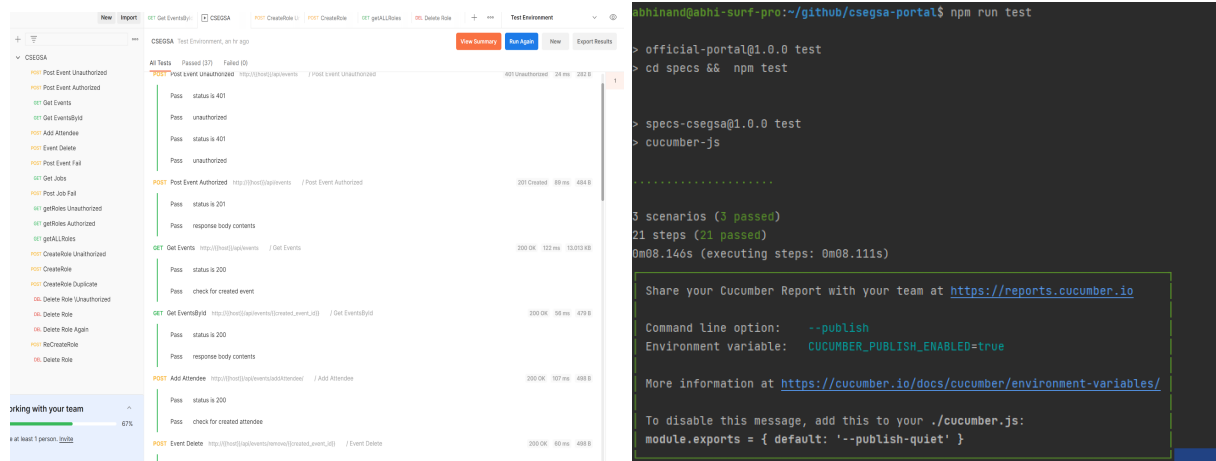 New Import
GET Get EventsById CSEGSA POST CreateRole U POST CreateRole GET getALLRoles DEL Delete Role Test Environment
CSEGSA
POST Post Event Unauthorized
POST Post Event Authorized
GET Get Events
GET Get EventsById
POST Add Attendee
POST Event Delete
POST Post Event Fail
GET Get Jobs
POST Post Job Fail
GET getRoles Unauthorized
GET getRoles Authorized
GET getALLRoles
POST CreateRole Unaithorized
POST CreateRole
POST CreateRole Duplicate
DEL Delete Role \Unauthorized
DEL Delete Role
DEL Delete Role Again
POST ReCreateRole
DEL Delete Role
orking with your team
67%
e at least 1 person. Invite
CSEGSA Test Environment, an hr ago View Summary Run Again New Export Results
All Tests Passed (37) Failed (0)
POST Post Event Unauthorized http://{{host}}/api/events / Post Event Unauthorized 401 Unauthorized 24 ms 282 B
1
Pass status is 401
Pass unauthorized
Pass status is 401
Pass unauthorized
POST Post Event Authorized http://{{host}}/api/events / Post Event Authorized 201 Created 89 ms 484 B
Pass status is 201
Pass response body contents
GET Get Events http://{{host}}/api/events / Get Events 200 OK 122 ms 13.013 KB
Pass status is 200
Pass check for created event
GET Get EventsById http://{{host}}/api/events/{{created_event_id}} / Get EventsById 200 OK 56 ms 479 B
Pass status is 200
Pass response body contents
POST Add Attendee http://{{host}}/api/events/addAttendee/ / Add Attendee 200 OK 107 ms 498 B
Pass status is 200
Pass check for created attendee
POST Event Delete http://{{host}}/api/events/remove/{{created_event_id}} / Event Delete 200 OK 60 ms 498 B
abhinand@abhi-surf-pro:~/github/csegsa-portal$ npm run test
> official-portal@1.0.0 test
> cd specs && npm test
> specs-csegsa@1.0.0 test
> cucumber-js
.....................
3 scenarios (3 passed)
21 steps (21 passed)
0m08.146s (executing steps: 0m08.111s)
Share your Cucumber Report with your team at https://reports.cucumber.io
Command line option: --publish
Environment variable: CUCUMBER_PUBLISH_ENABLED=true
More information at https://cucumber.io/docs/cucumber/environment-variables/
To disable this message, add this to your ./cucumber.js:
module.exports = { default: '--publish-quiet' }